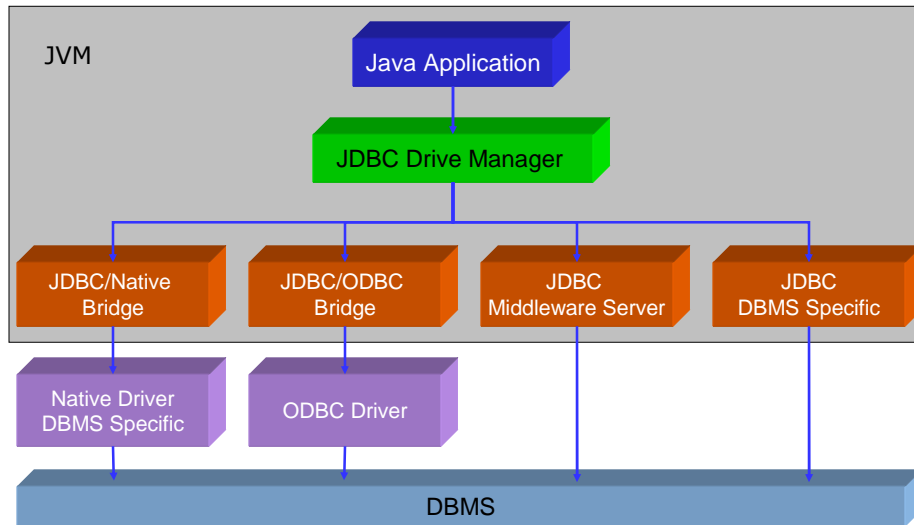 JVM
Java Application
JDBC Drive Manager
JDBC/Native
Bridge
JDBC/ODBC
Bridge
JDBC
Middleware Server
JDBC
DBMS Specific
Native Driver
DBMS Specific
ODBC Driver
DBMS